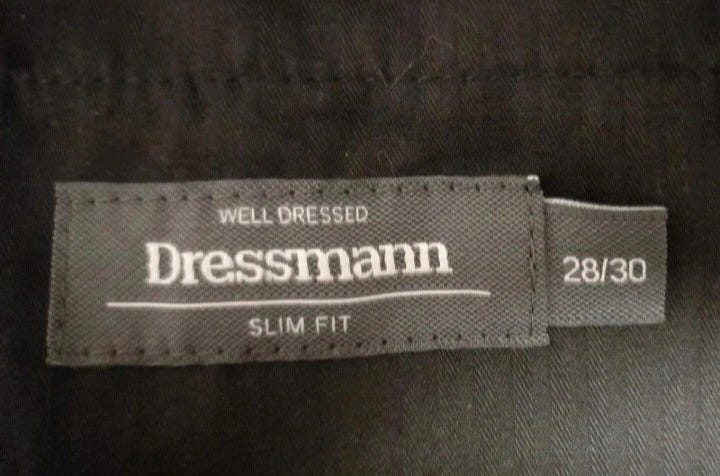 WELL DRESSED
Dressmann
SLIM FIT
28/30